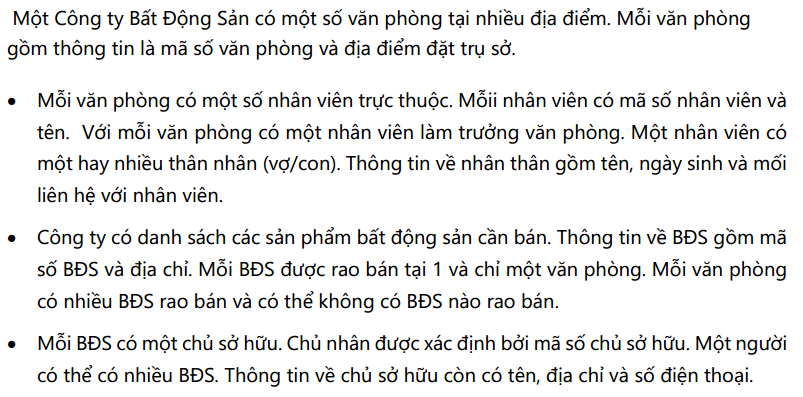 Một Công ty Bất Động Sản có một số văn phòng tại nhiều địa điểm. Mỗi văn phòng
gồm thông tin là mã số văn phòng và địa điểm đặt trụ sở.
• Mỗi văn phòng có một số nhân viên trực thuộc. Mỗii nhân viên có mã số nhân viên và
tên. Với mỗi văn phòng có một nhân viên làm trưởng văn phòng. Một nhân viên có
một hay nhiều thân nhân (vợ/con). Thông tin về nhân thân gồm tên, ngày sinh và mối
liên hệ với nhân viên.
• Công ty có danh sách các sản phẩm bất động sản cần bán. Thông tin về BĐS gồm mã
số BĐS và địa chỉ. Mỗi BĐS được rao bán tại 1 và chỉ một văn phòng. Mỗi văn phòng
có nhiều BĐS rao bán và có thể không có BĐS nào rao bán.
• Mỗi BĐS có một chủ sở hữu. Chủ nhân được xác định bởi mã số chủ sở hữu. Một người
có thể có nhiều BĐS. Thông tin về chủ sở hữu còn có tên, địa chỉ và số điện thoại.